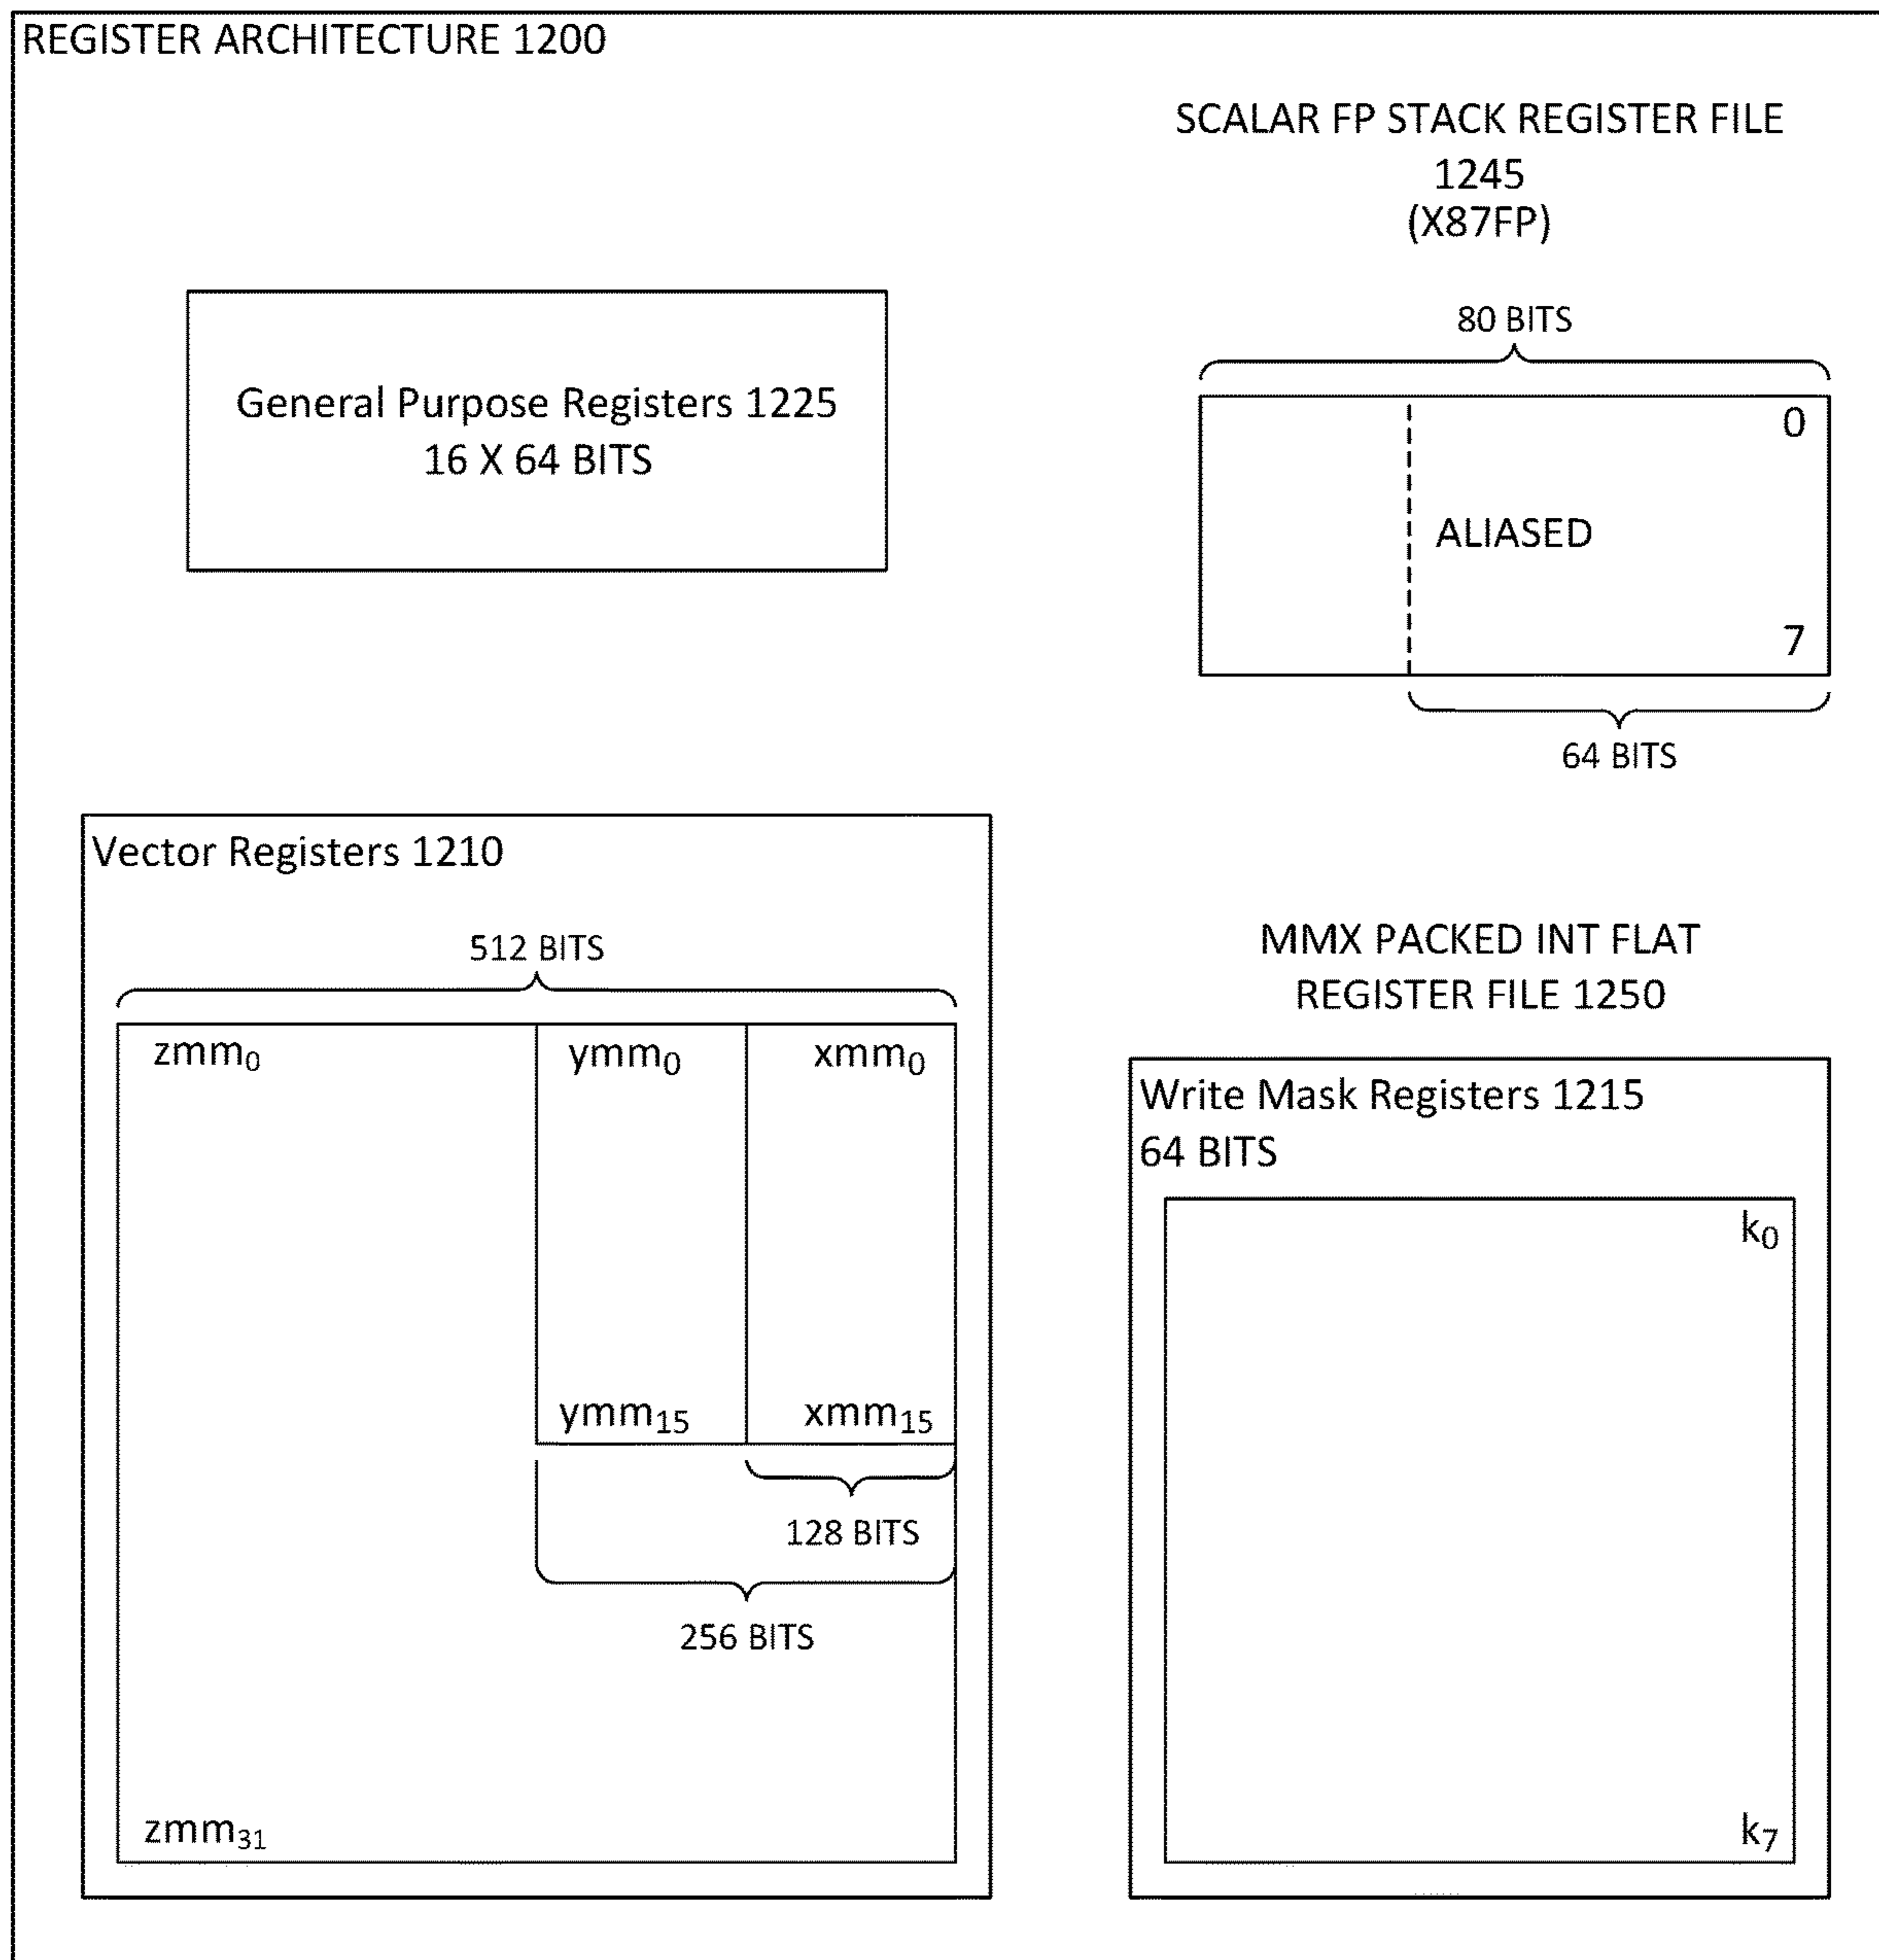 REGISTER ARCHITECTURE 1200
SCALAR FP STACK REGISTER FILE
1245
(X87FP)
80 BITS
General Purpose Registers 1225
16 X 64 BITS
0
ALIASED
7
64 BITS
Vector Registers 1210
512 BITS
zmm₀ ymm₀ xmm₀
ymm₁₅ xmm₁₅
128 BITS
256 BITS
zmm₃₁
MMX PACKED INT FLAT
REGISTER FILE 1250
Write Mask Registers 1215
64 BITS
k₀
k₇